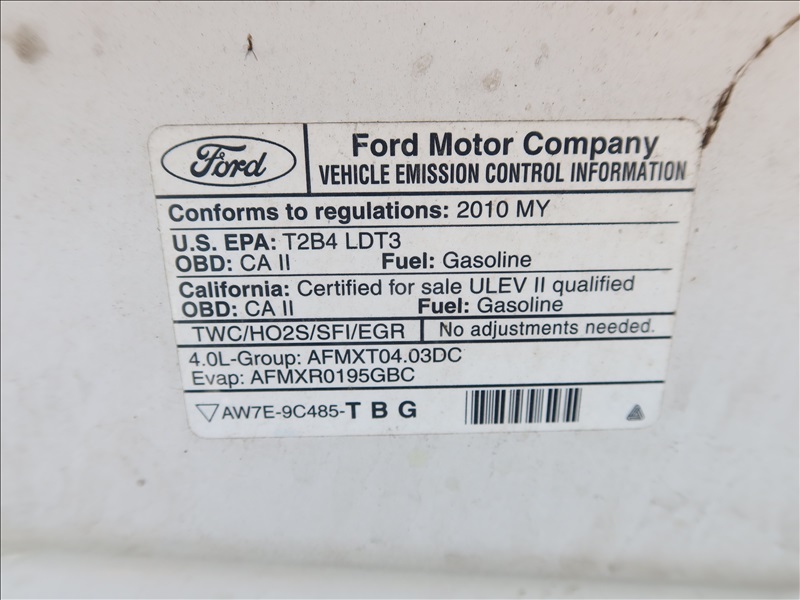 Ford
Ford Motor Company
VEHICLE EMISSION CONTROL INFORMATION
Conforms to regulations: 2010 MY
U.S. EPA: T2B4 LDT3
OBD: CA II Fuel: Gasoline
California: Certified for sale ULEV II qualified
OBD: CA II Fuel: Gasoline
TWC/HO2S/SFI/EGR No adjustments needed.
4.0L-Group: AFMXT04.03DC
Evap: AFMXR0195GBC
AW7E-9C485-T B G